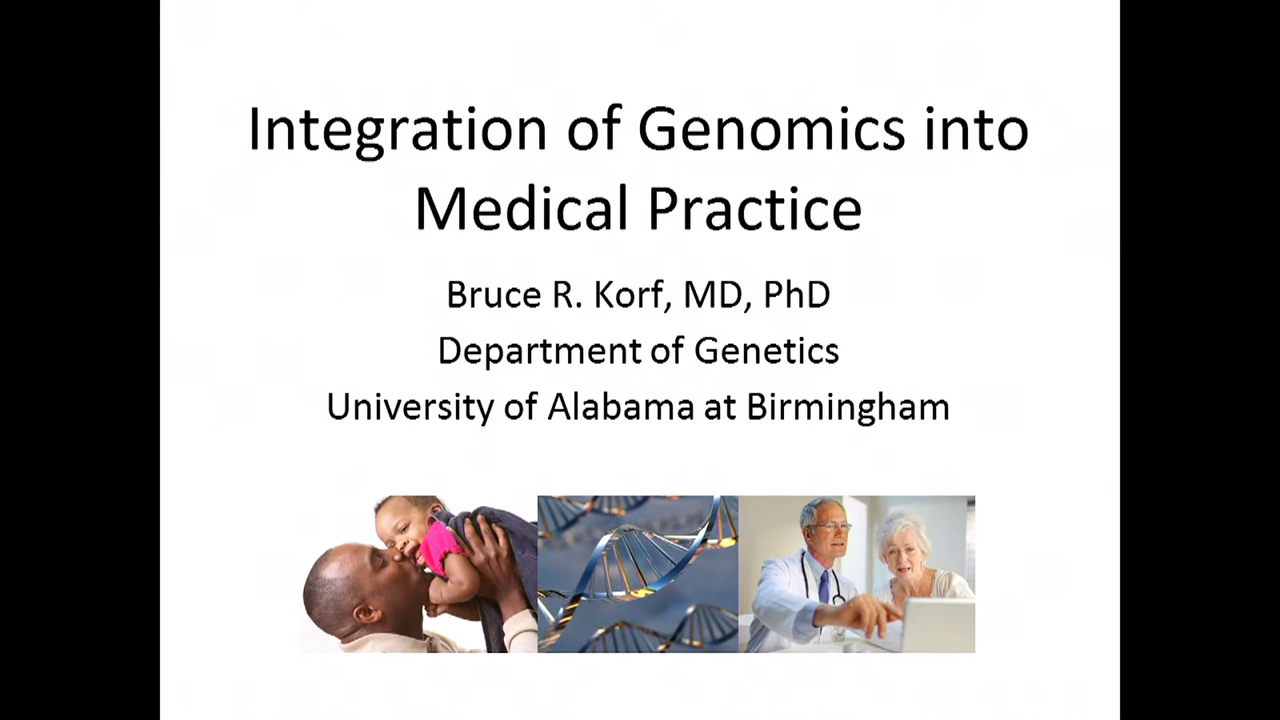 Integration of Genomics into
Medical Practice
Bruce R. Korf, MD, PhD
Department of Genetics
University of Alabama at Birmingham